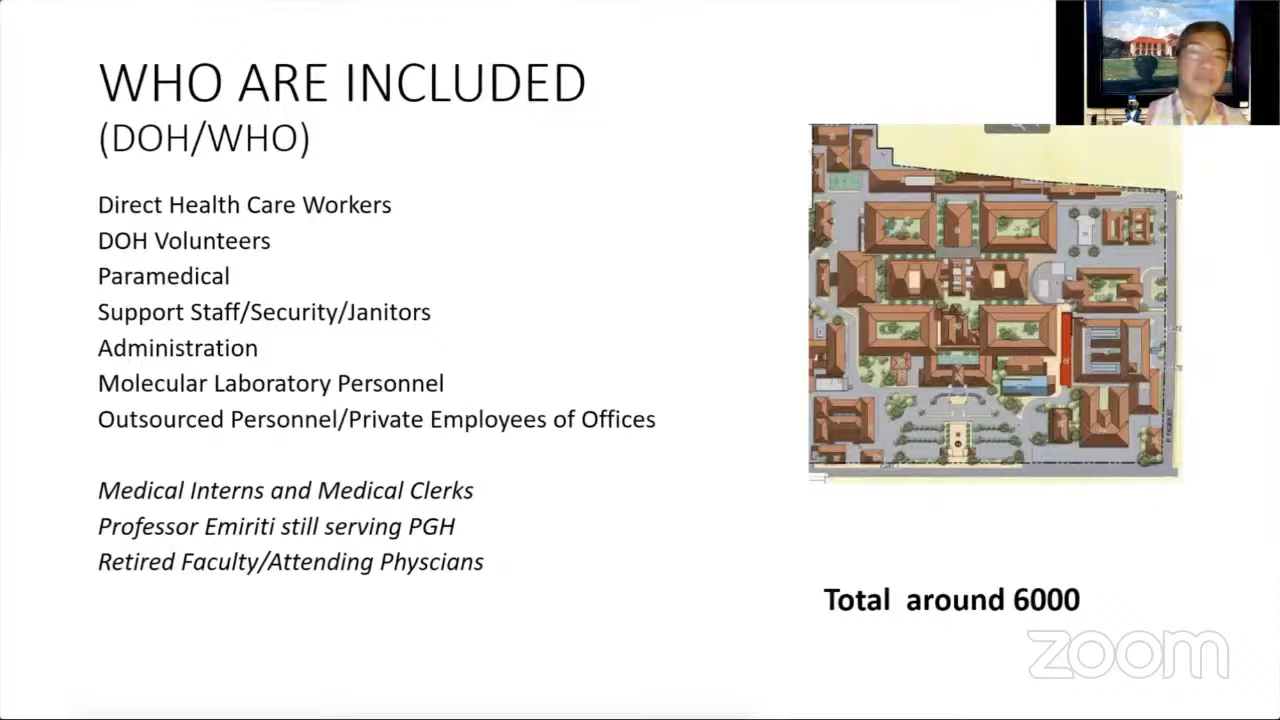 WHO ARE INCLUDED
(DOH/WHO)
Direct Health Care Workers
DOH Volunteers
Paramedical
Support Staff/Security/Janitors
Administration
Molecular Laboratory Personnel
Outsourced Personnel/Private Employees of Offices
Medical Interns and Medical Clerks
Professor Emiriti still serving PGH
Retired Faculty/Attending Physcians
Total around 6000
zoom